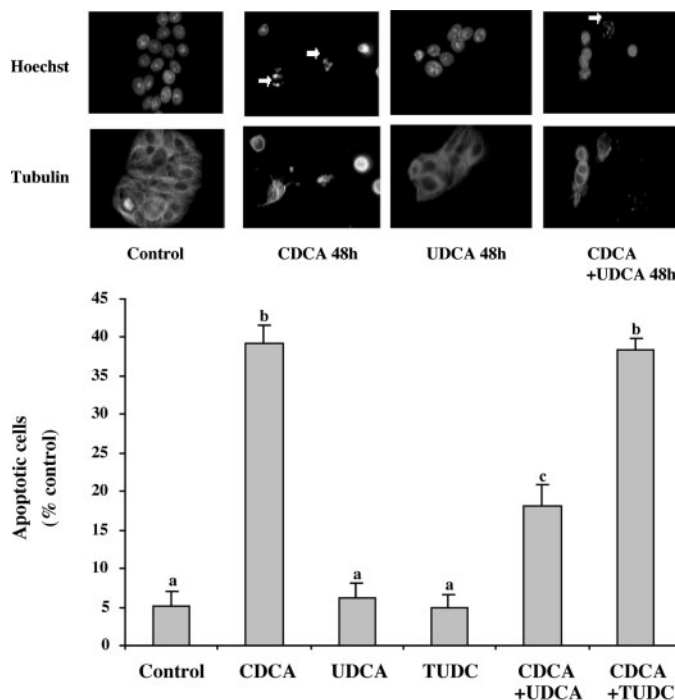 Hoechst
Tubulin
Control CDCA 48h UDCA 48h CDCA
+UDCA 48h
45
40
35
30
25
20
15
10
5
0
Apoptotic cells
(% control)
a b a a c b
Control CDCA UDCA TUDC CDCA CDCA
+UDCA +TUDC